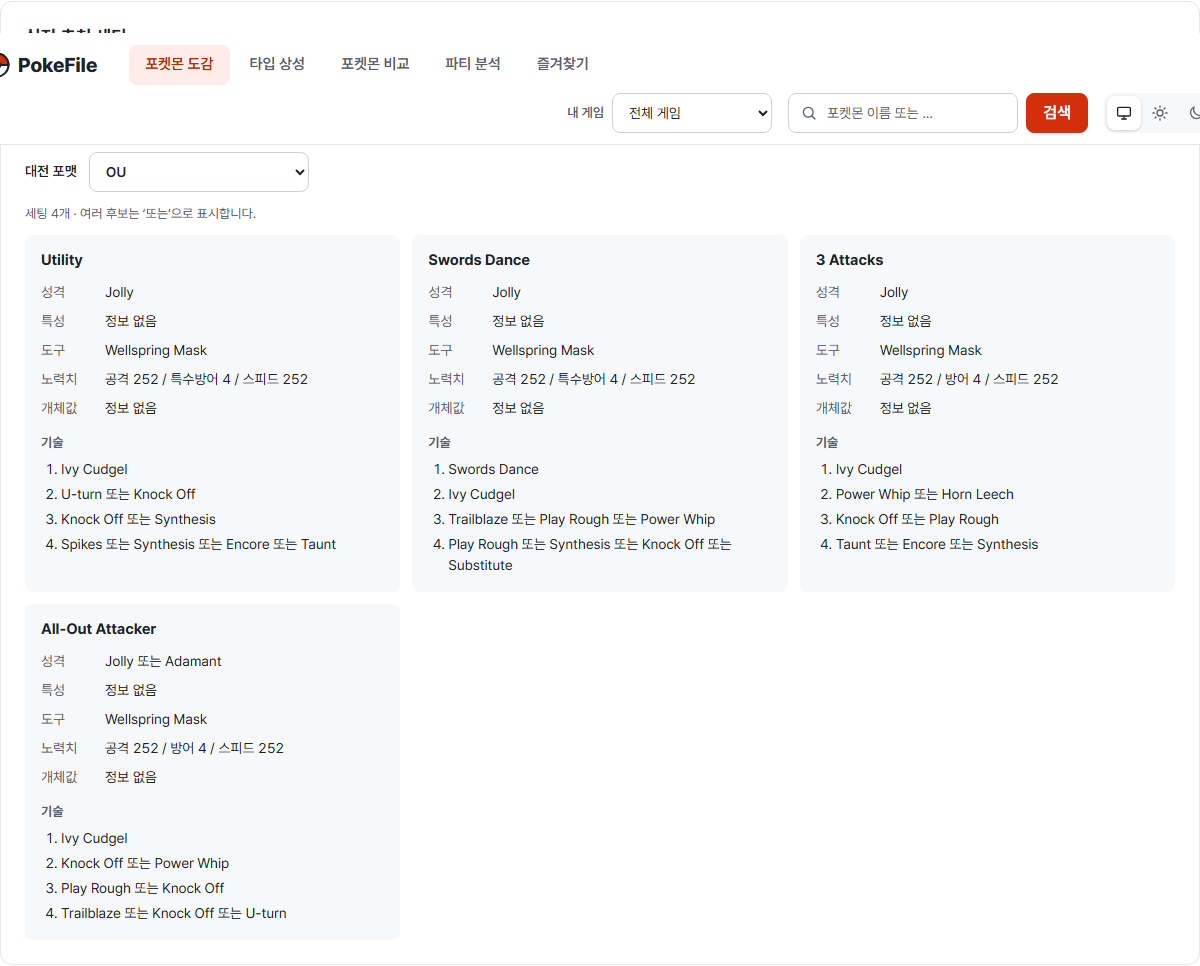 실전 추천 세팅
PokeFile
포켓몬 도감
타입 상성
포켓몬 비교
파티 분석
즐겨찾기
내 게임
전체 게임
포켓몬 이름 또는 ...
검색
대전 포맷
OU
세팅 4개 · 여러 후보는 ‘또는’으로 표시합니다.
Utility
성격 Jolly
특성 정보 없음
도구 Wellspring Mask
노력치 공격 252 / 특수방어 4 / 스피드 252
개체값 정보 없음
기술
1. Ivy Cudgel
2. U-turn 또는 Knock Off
3. Knock Off 또는 Synthesis
4. Spikes 또는 Synthesis 또는 Encore 또는 Taunt
Swords Dance
성격 Jolly
특성 정보 없음
도구 Wellspring Mask
노력치 공격 252 / 특수방어 4 / 스피드 252
개체값 정보 없음
기술
1. Swords Dance
2. Ivy Cudgel
3. Trailblaze 또는 Play Rough 또는 Power Whip
4. Play Rough 또는 Synthesis 또는 Knock Off 또는
Substitute
3 Attacks
성격 Jolly
특성 정보 없음
도구 Wellspring Mask
노력치 공격 252 / 방어 4 / 스피드 252
개체값 정보 없음
기술
1. Ivy Cudgel
2. Power Whip 또는 Horn Leech
3. Knock Off 또는 Play Rough
4. Taunt 또는 Encore 또는 Synthesis
All-Out Attacker
성격 Jolly 또는 Adamant
특성 정보 없음
도구 Wellspring Mask
노력치 공격 252 / 방어 4 / 스피드 252
개체값 정보 없음
기술
1. Ivy Cudgel
2. Knock Off 또는 Power Whip
3. Play Rough 또는 Knock Off
4. Trailblaze 또는 Knock Off 또는 U-turn